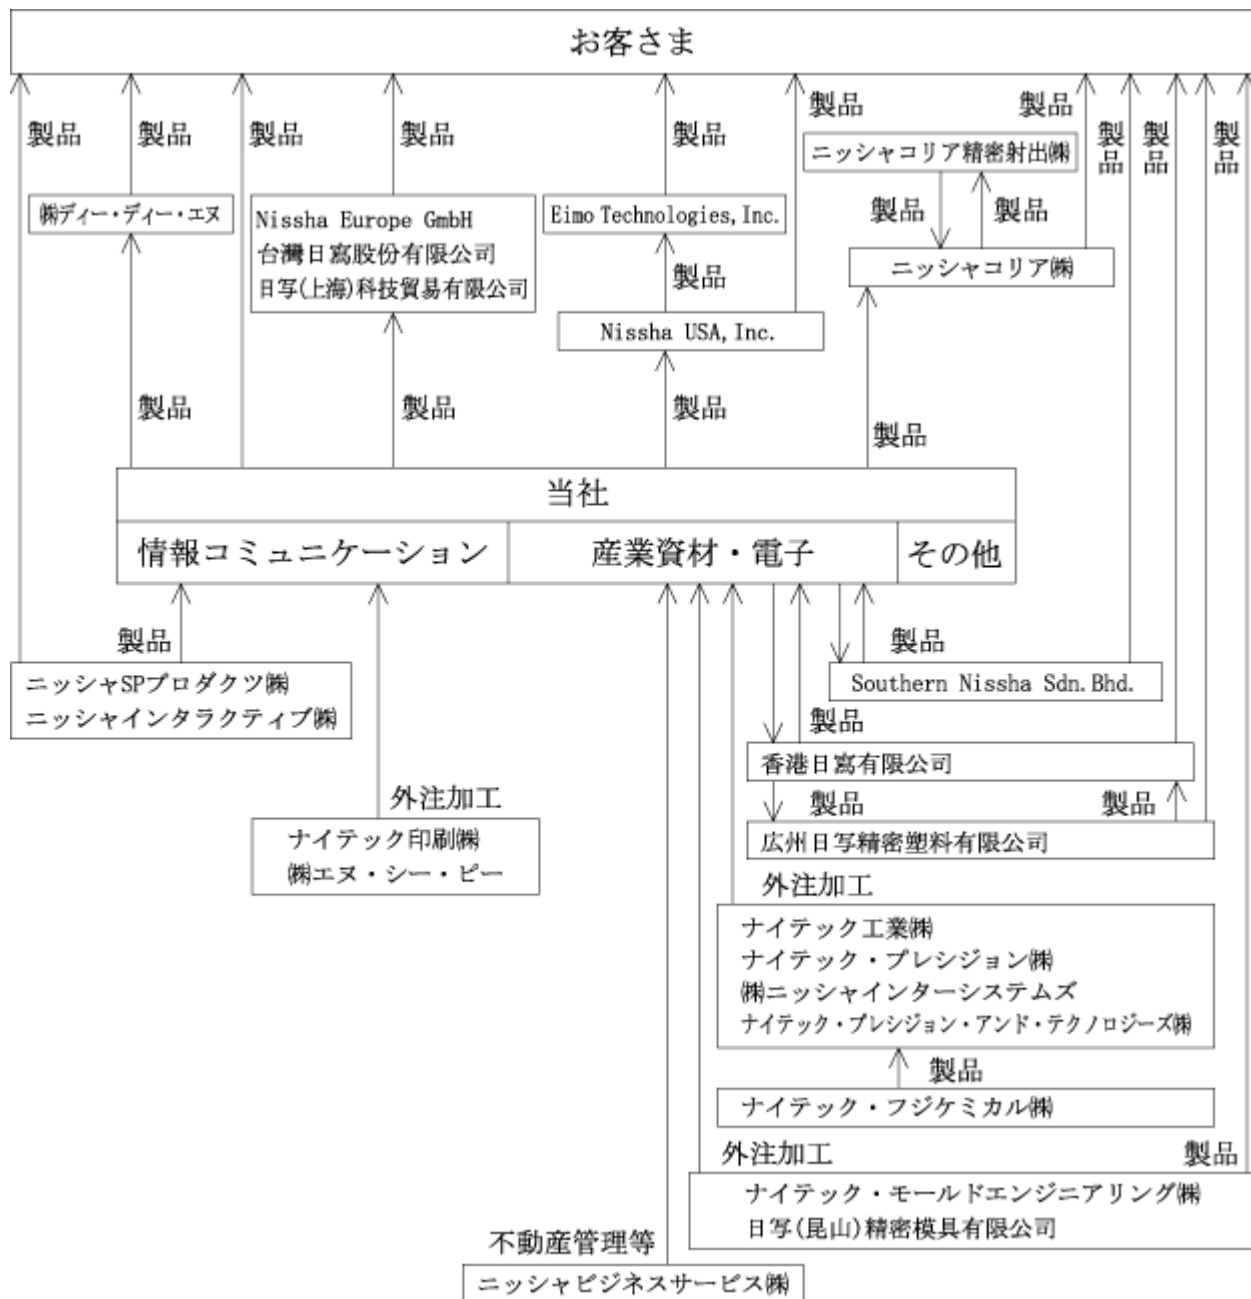 お客さま
製品
製品
製品
製品
製品
製品
製品
製品
製品
製品
製品
ニッシャコリア精密射出㈱
㈱ディー・ディー・エヌ
Nissha Europe GmbH
台灣日寫股份有限公司
日写(上海)科技貿易有限公司
Eimo Technologies, Inc.
製品
製品
ニッシャコリア㈱
製品
Nissha USA, Inc.
製品
製品
製品
製品
当社
情報コミュニケーション
産業資材・電子
その他
製品
ニッシャSPプロダクツ㈱
ニッシャインタラクティブ㈱
製品
Southern Nissha Sdn. Bhd.
製品
香港日寫有限公司
製品
製品
広州日写精密塑料有限公司
外注加工
ナイテック印刷㈱
㈱エヌ・シー・ピー
外注加工
ナイテック工業㈱
ナイテック・プレシジョン㈱
㈱ニッシャインターシステムズ
ナイテック・プレシジョン・アンド・テクノロジーズ㈱
製品
ナイテック・フジケミカル㈱
外注加工
製品
ナイテック・モールドエンジニアリング㈱
日写(昆山)精密模具有限公司
不動産管理等
ニッシャビジネスサービス㈱